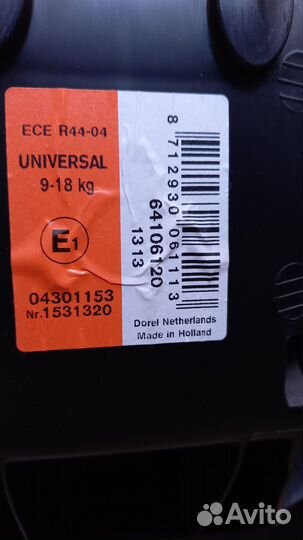 ECE R44-04
UNIVERSAL
9-18 kg
E1
04301153
Nr.1531320
8 712930 061113
64106120
1313
Dorel Netherlands
Made in Holland
Avito